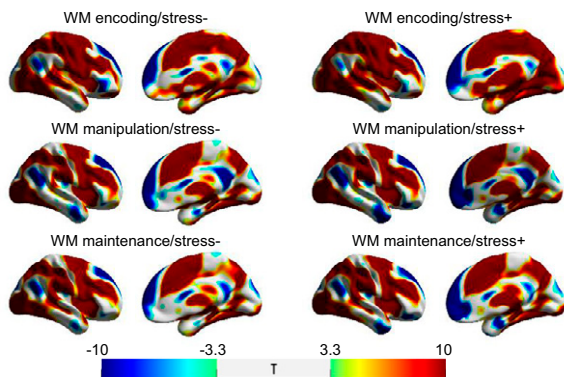 WM encoding/stress-
WM encoding/stress+
WM manipulation/stress-
WM manipulation/stress+
WM maintenance/stress-
WM maintenance/stress+
-10 -3.3 3.3 10
T